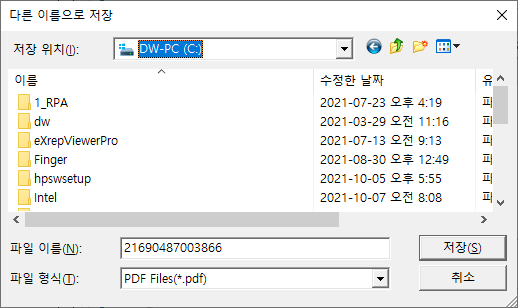 다른 이름으로 저장
저장 위치(I): DW-PC (C:)
이름 수정한 날짜 유
1_RPA 2021-07-23 오후 4:19 파
dw 2021-03-29 오전 11:16 파
eXrepViewerPro 2021-07-13 오전 9:13 파
Finger 2021-08-30 오후 12:49 파
hpswsetup 2021-10-05 오후 5:55 파
Intel 2021-10-07 오전 8:08 파
파일 이름(N): 21690487003866 저장(S)
파일 형식(T): PDF Files(*.pdf) 취소